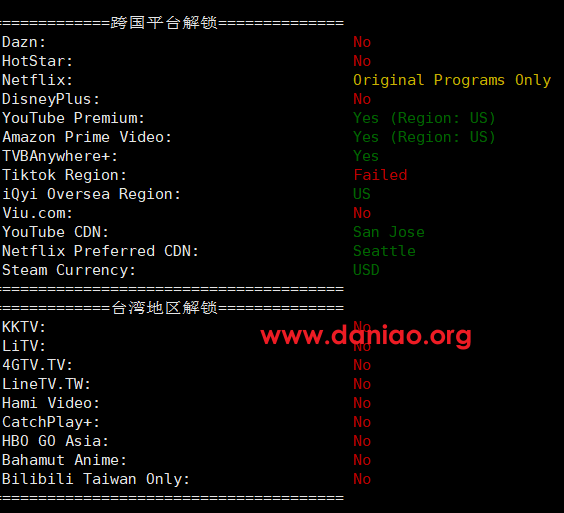 =============跨国平台解锁==============
Dazn: No
HotStar: No
Netflix: Original Programs Only
DisneyPlus: No
YouTube Premium: Yes (Region: US)
Amazon Prime Video: Yes (Region: US)
TVBAnywhere+: Yes
Tiktok Region: Failed
iQyi Oversea Region: US
Viu.com: No
YouTube CDN: San Jose
Netflix Preferred CDN: Seattle
Steam Currency: USD
======================================
=============台湾地区解锁==============
KKTV: No
www.daniao.org
LiTV: No
4GTV.TV: No
LineTV.TW: No
Hami Video: No
CatchPlay+: No
HBO GO Asia: No
Bahamut Anime: No
Bilibili Taiwan Only: No
======================================